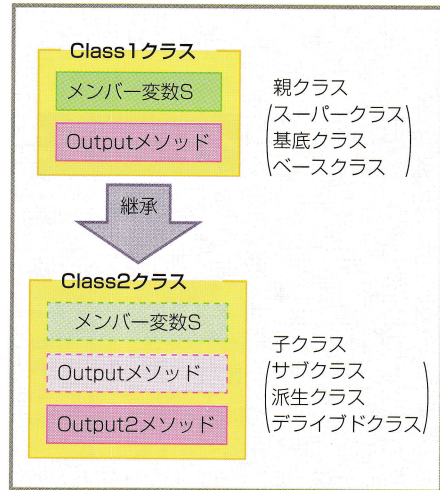 Class1クラス
メンバー変数S
Outputメソッド
親クラス
スーパークラス
基底クラス
ベースクラス
継承
Class2クラス
メンバー変数S
Outputメソッド
Output2メソッド
子クラス
サブクラス
派生クラス
デライブドクラス